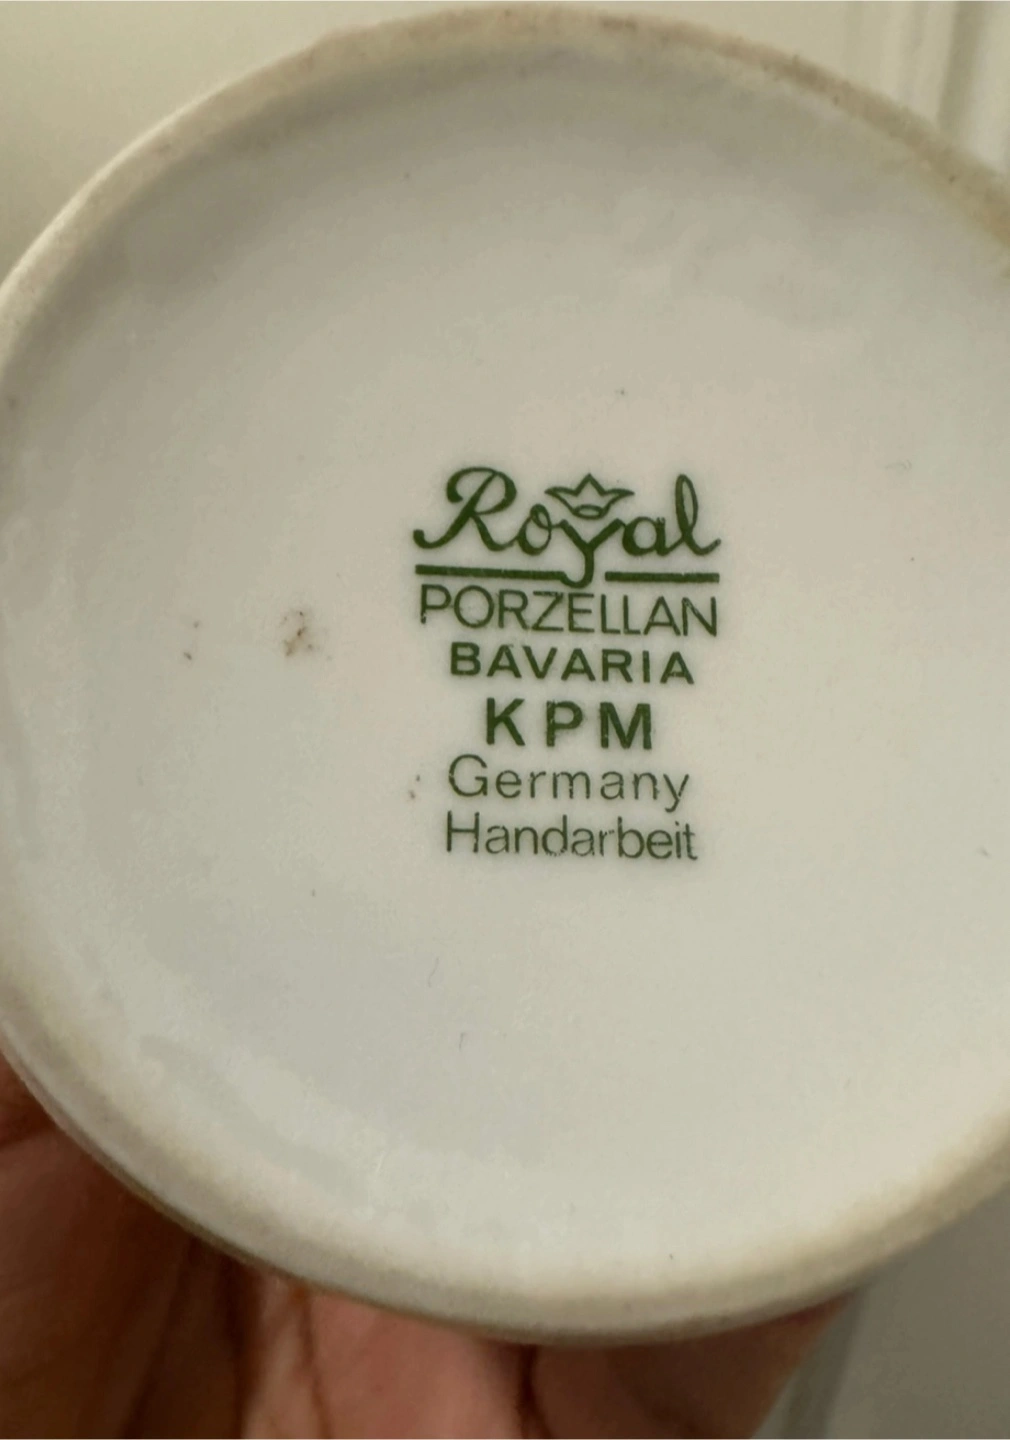 Royal
PORZELLAN
BAVARIA
KPM
Germany
Handarbeit